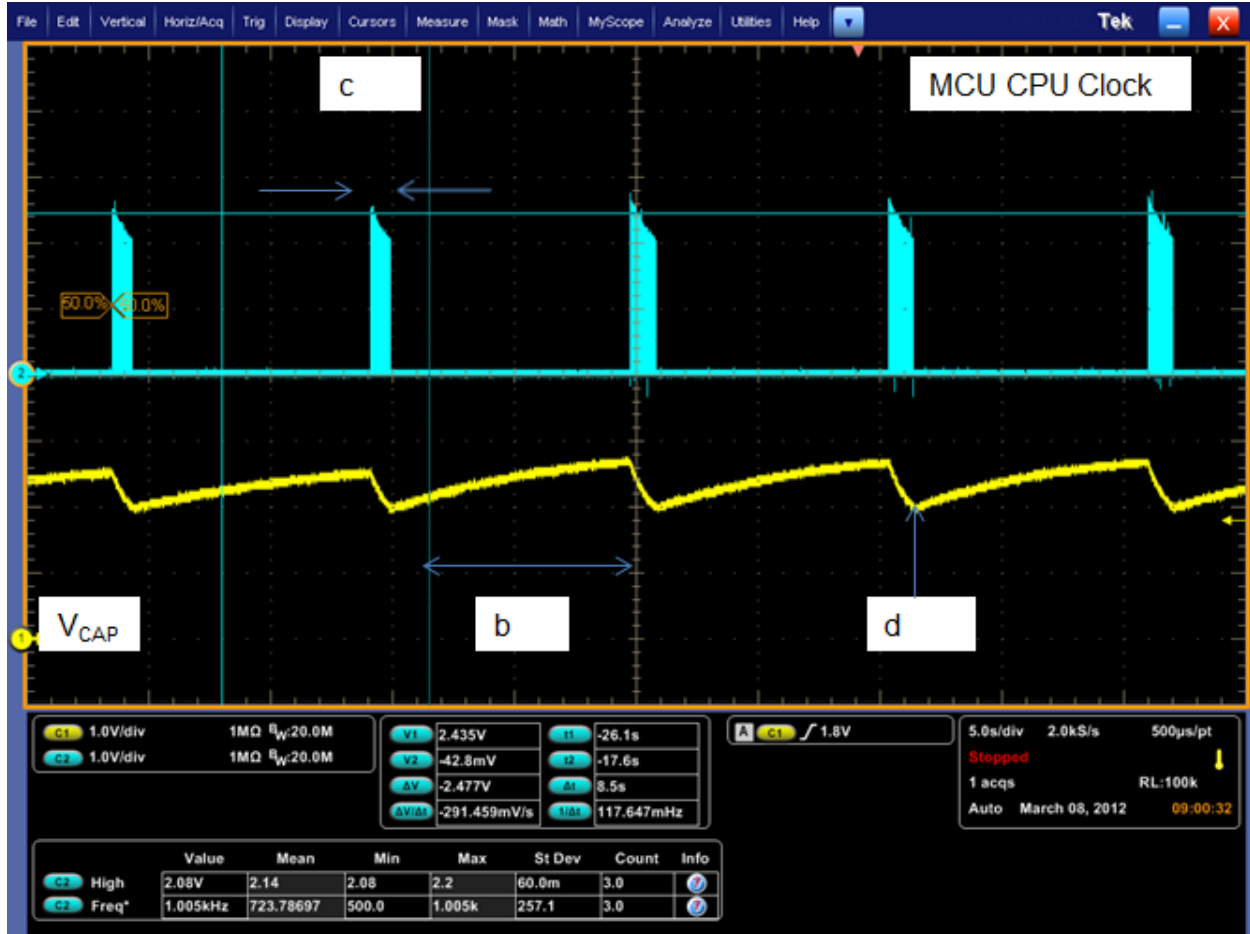 File Edit Vertical Horiz/Acq Trig Display Cursors Measure Mask Math MyScope Analyze Utilities Help Tek X
c
MCU CPU Clock
50.0% 50.0%
2
VCAP
1
b
d
C1 1.0V/div 1MΩ BW:20.0M
C2 1.0V/div 1MΩ BW:20.0M
V1 2.435V t1 -26.1s
V2 -42.8mV t2 -17.6s
ΔV -2.477V Δt 8.5s
ΔV/Δt -291.459mV/s 1/Δt 117.647mHz
A C1 1.8V
5.0s/div 2.0kS/s 500µs/pt
Stopped
1 acqs RL:100k
Auto March 08, 2012 09:00:32
Value Mean Min Max St Dev Count Info
C2 High 2.08V 2.14 2.08 2.2 60.0m 3.0
C2 Freq* 1.005kHz 723.78697 500.0 1.005k 257.1 3.0